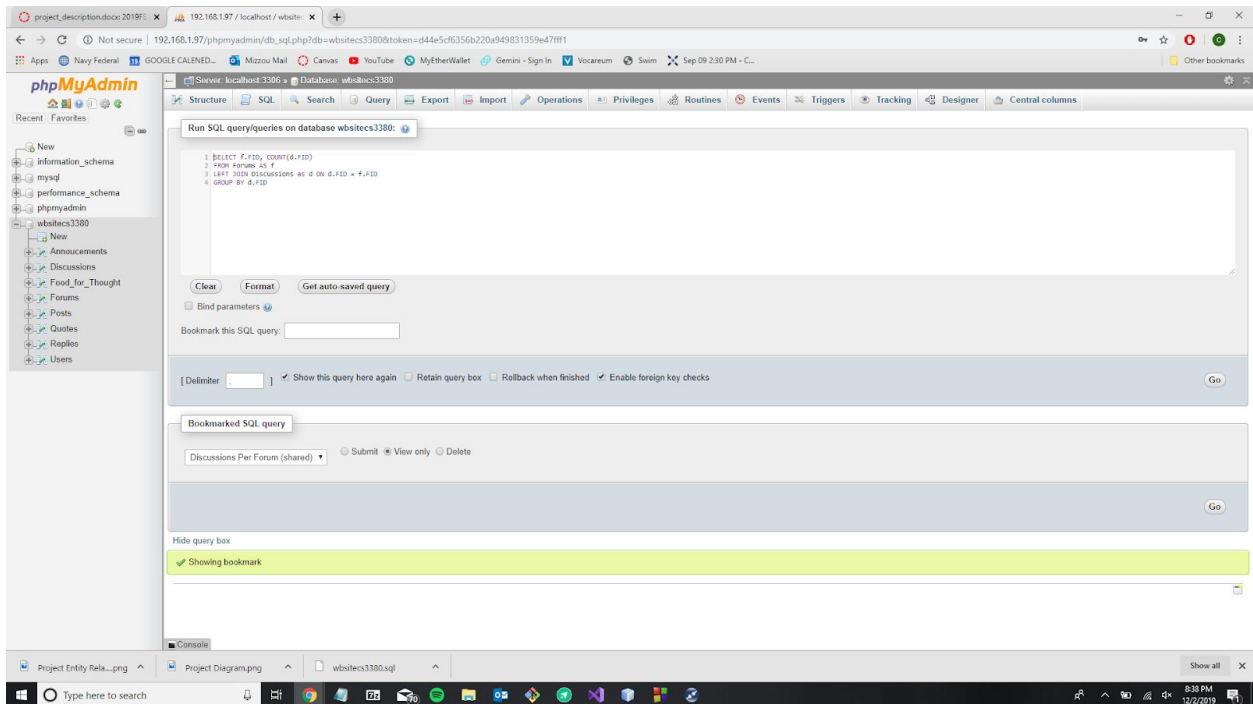 project_description.docx: 2019FS
192.168.1.97 / localhost / wbsitec
Not secure | 192.168.1.97/phpmyadmin/db_sql.php?db=wbsitecs3380&token=d44e5cf6356b220a949831359e47fff1
Apps Navy Federal GOOGLE CALENED... Mizzou Mail Canvas YouTube MyEtherWallet Gemini - Sign In Vocareum Swim Sep 09 2:30 PM - C... Other bookmarks
phpMyAdmin
Recent Favorites
New
information_schema
mysql
performance_schema
phpmyadmin
wbsitecs3380
New
Annoucements
Discussions
Food_for_Thought
Forums
Posts
Quotes
Replies
Users
Server: localhost:3306 » Database: wbsitecs3380
Structure SQL Search Query Export Import Operations Privileges Routines Events Triggers Tracking Designer Central columns
Run SQL query/queries on database wbsitecs3380:
1 SELECT f.FID, COUNT(d.FID)
2 FROM Forums AS f
3 LEFT JOIN Discussions as d ON d.FID = f.FID
4 GROUP BY d.FID
Clear Format Get auto-saved query
Bind parameters
Bookmark this SQL query:
[ Delimiter ; ] Show this query here again Retain query box Rollback when finished Enable foreign key checks Go
Bookmarked SQL query
Discussions Per Forum (shared) Submit View only Delete
Go
Hide query box
Showing bookmark
Console
Project Entity Rela....png Project Diagram.png wbsitecs3380.sql Show all
Type here to search
70
8:38 PM
12/2/2019